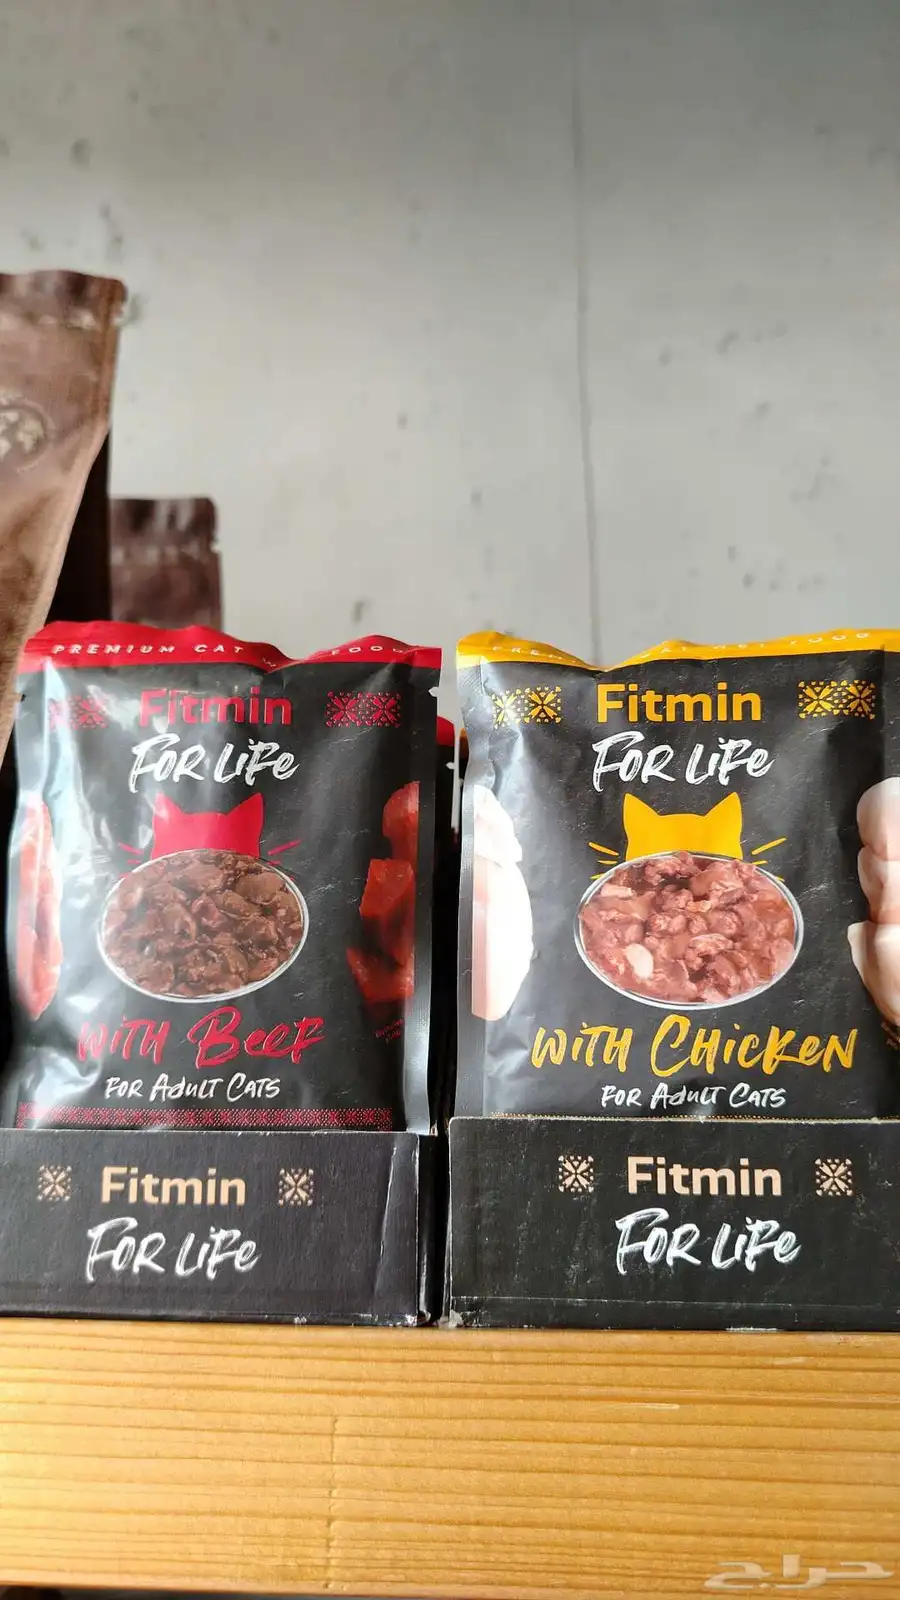 PREMIUM CAT
Fitmin
FOR LiFe
WiTH BeeF
FOR ADULT CATS
Fitmin
FOR LiFe
Fitmin
FOR LiFe
WiTH CHiCKeN
FOR ADULT CATS
Fitmin
FOR LiFe
حراج